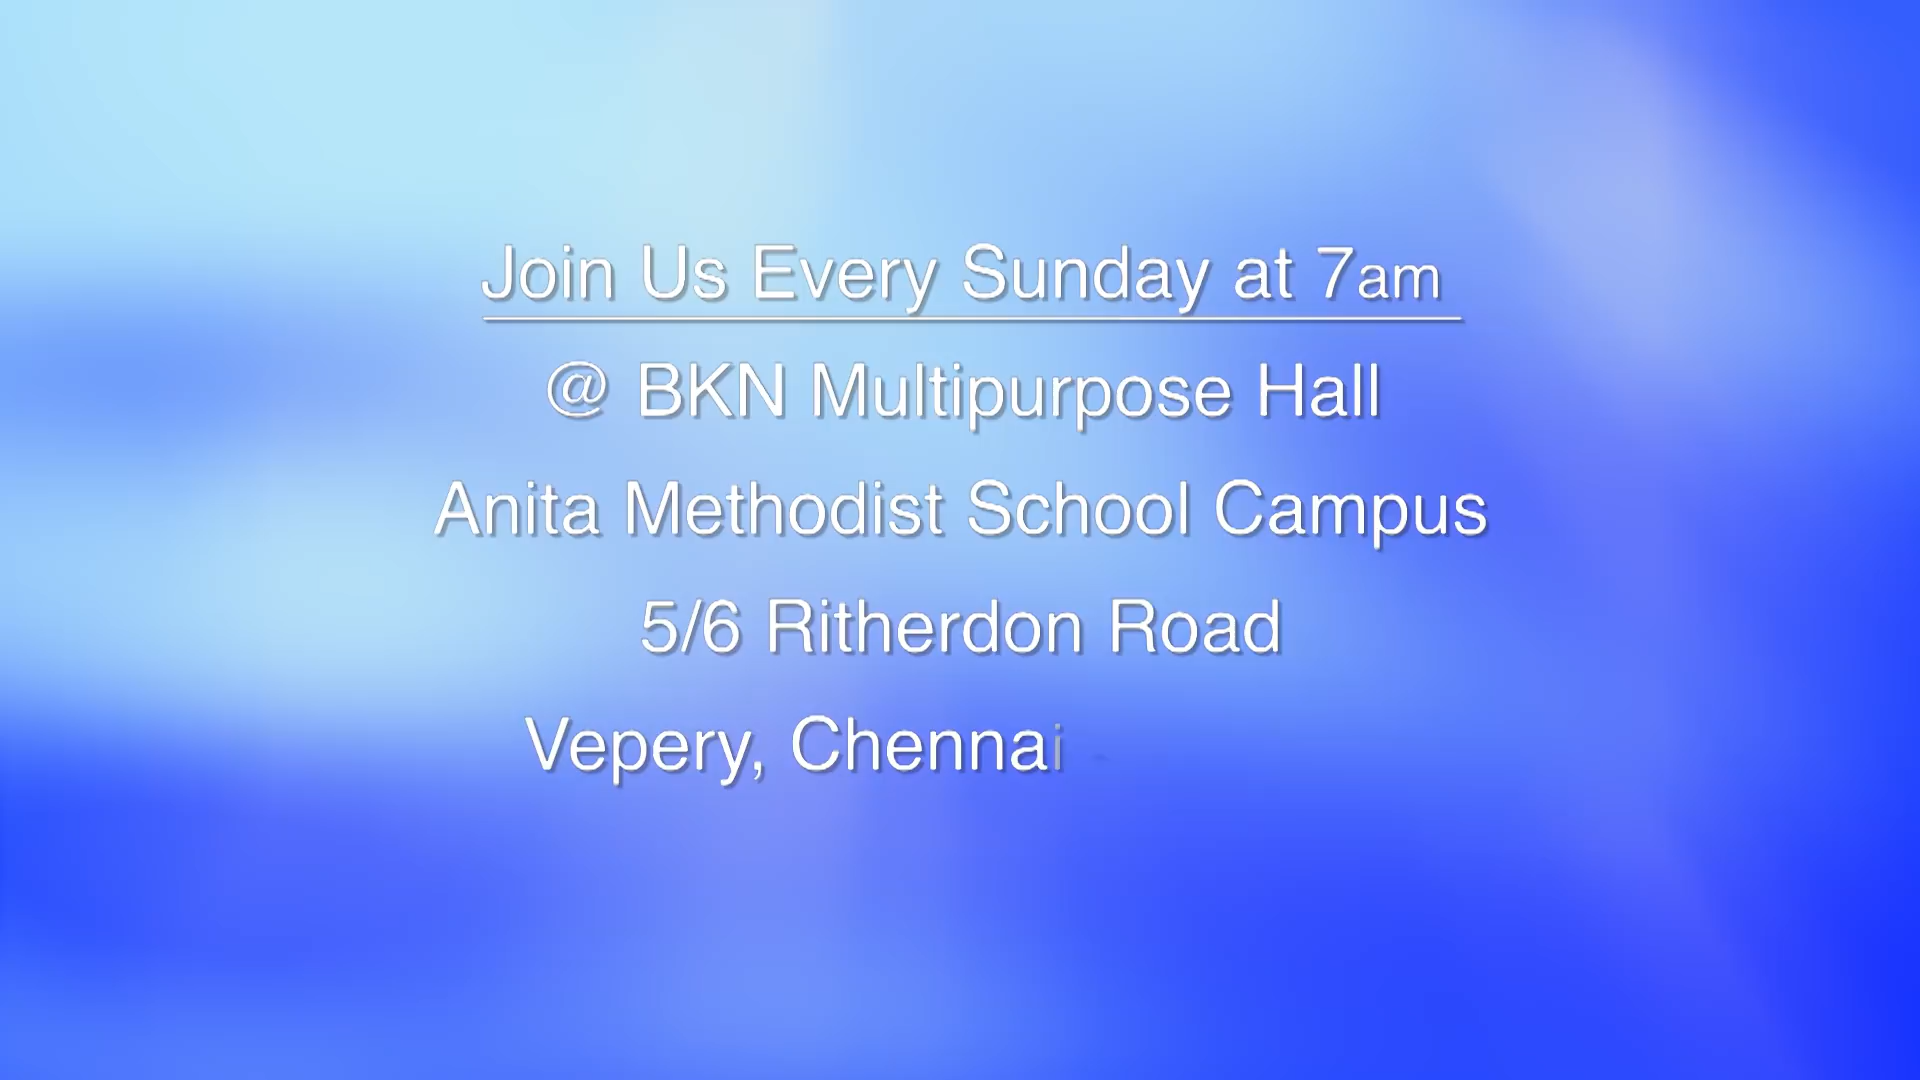 Join Us Every Sunday at 7am
@ BKN Multipurpose Hall
Anita Methodist School Campus
5/6 Ritherdon Road
Vepery, Chennai